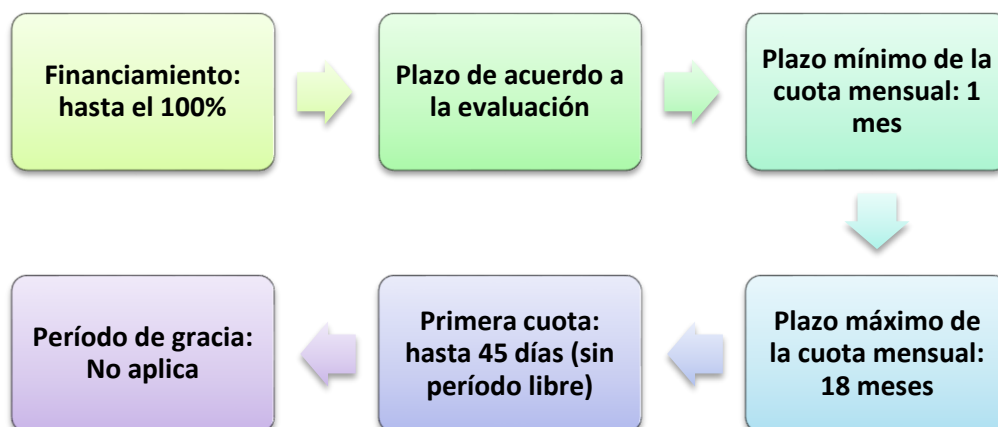 Financiamiento:
hasta el 100%
Plazo de acuerdo a
la evaluación
Plazo mínimo de la
cuota mensual: 1
mes
Plazo máximo de
la cuota mensual:
18 meses
Primera cuota:
hasta 45 días (sin
período libre)
Período de gracia:
No aplica